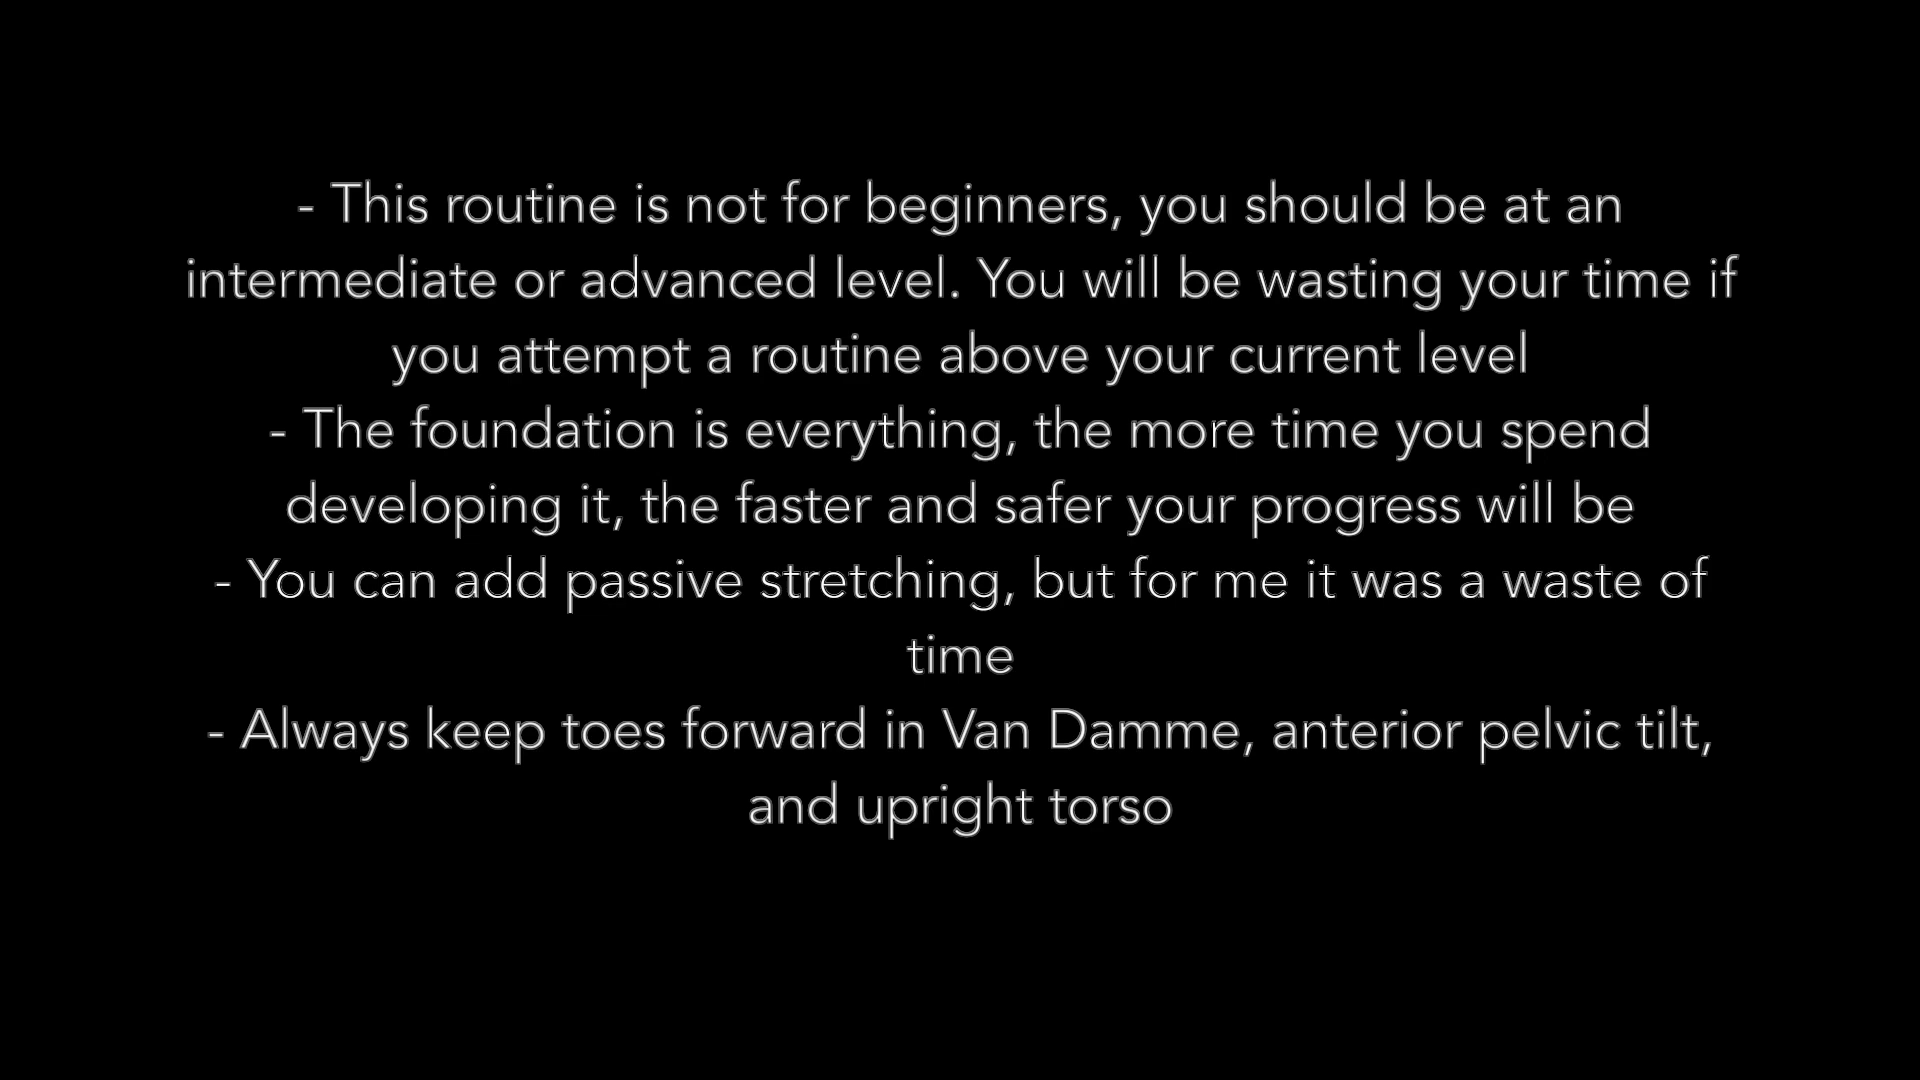 - This routine is not for beginners, you should be at an
intermediate or advanced level. You will be wasting your time if
you attempt a routine above your current level
- The foundation is everything, the more time you spend
developing it, the faster and safer your progress will be
- You can add passive stretching, but for me it was a waste of
time
- Always keep toes forward in Van Damme, anterior pelvic tilt,
and upright torso